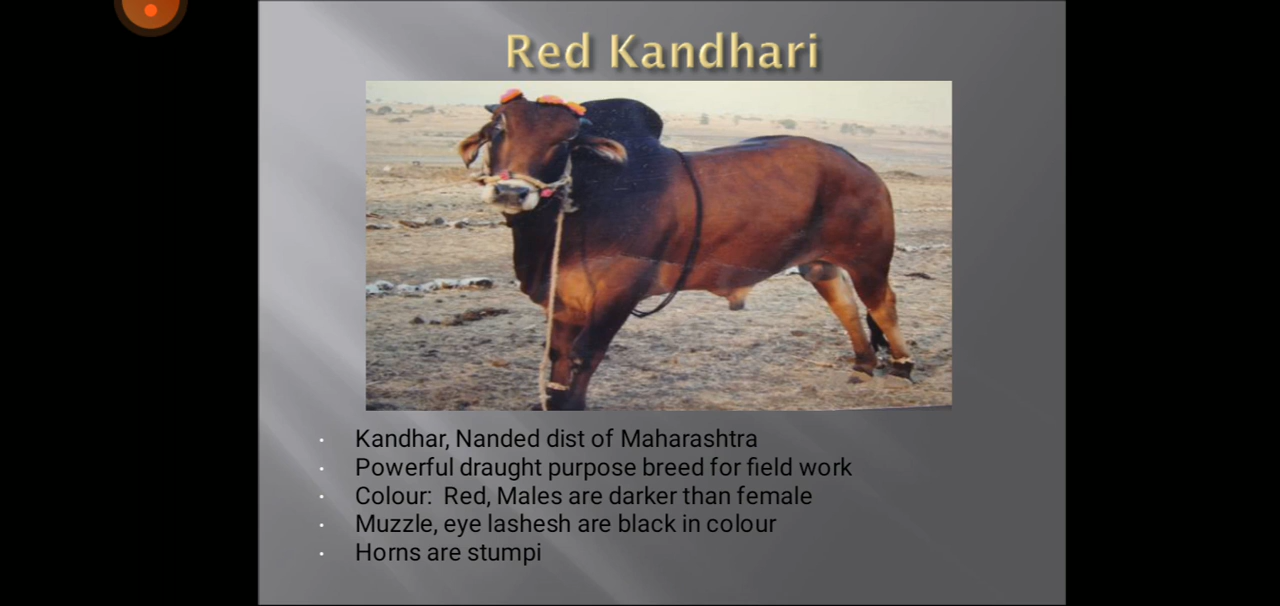 Red Kandhari
· Kandhar, Nanded dist of Maharashtra
· Powerful draught purpose breed for field work
· Colour:  Red, Males are darker than female
· Muzzle, eye lashesh are black in colour
· Horns are stumpi